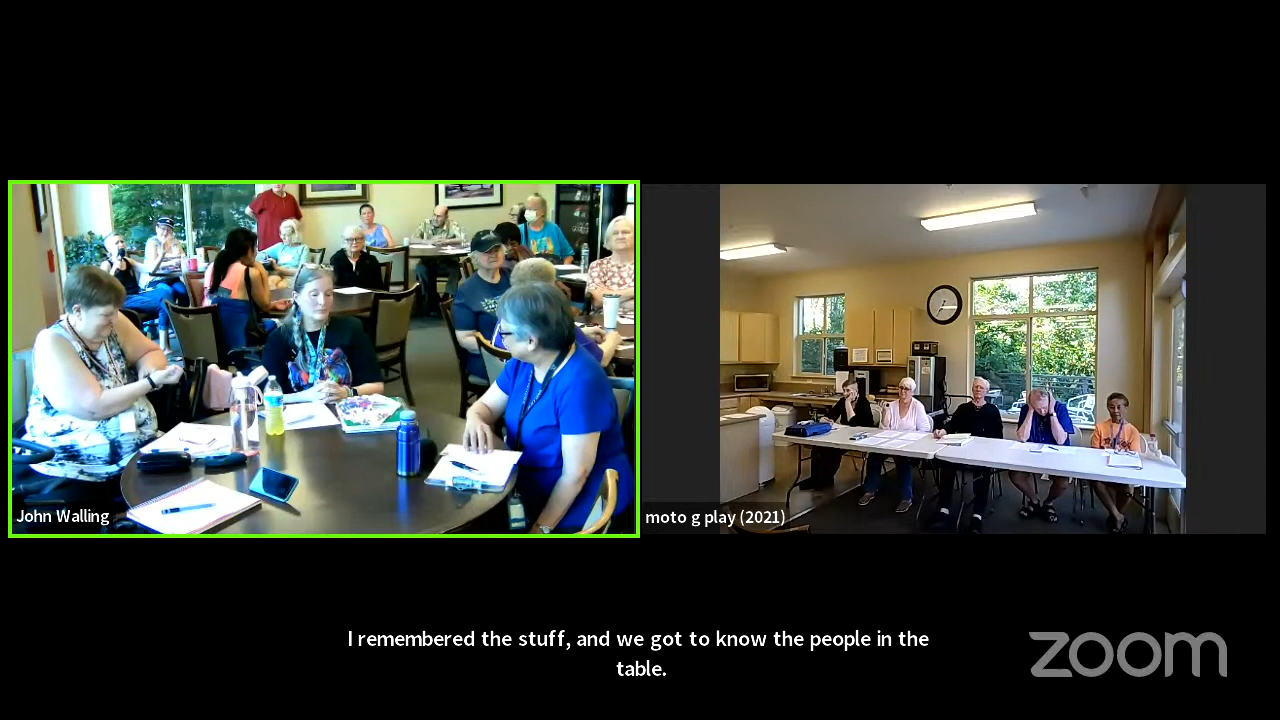 John Walling
moto g play (2021)
I remembered the stuff, and we got to know the people in the
table.
zoom